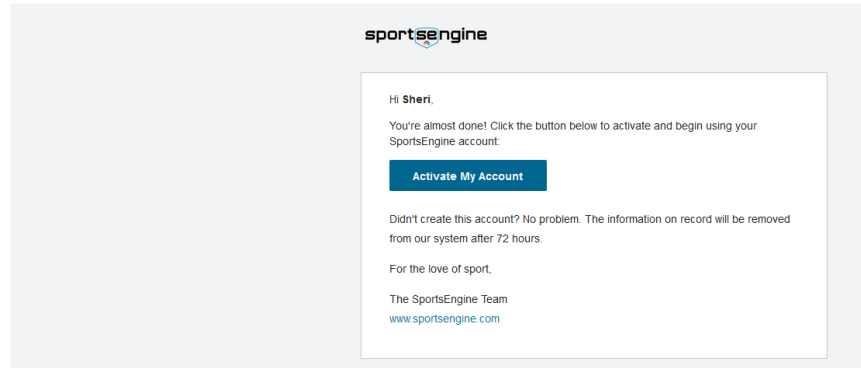 sportsengine
Hi Sheri,
You're almost done! Click the button below to activate and begin using your
SportsEngine account:
Activate My Account
Didn't create this account? No problem. The information on record will be removed
from our system after 72 hours.
For the love of sport,
The SportsEngine Team
www.sportsengine.com